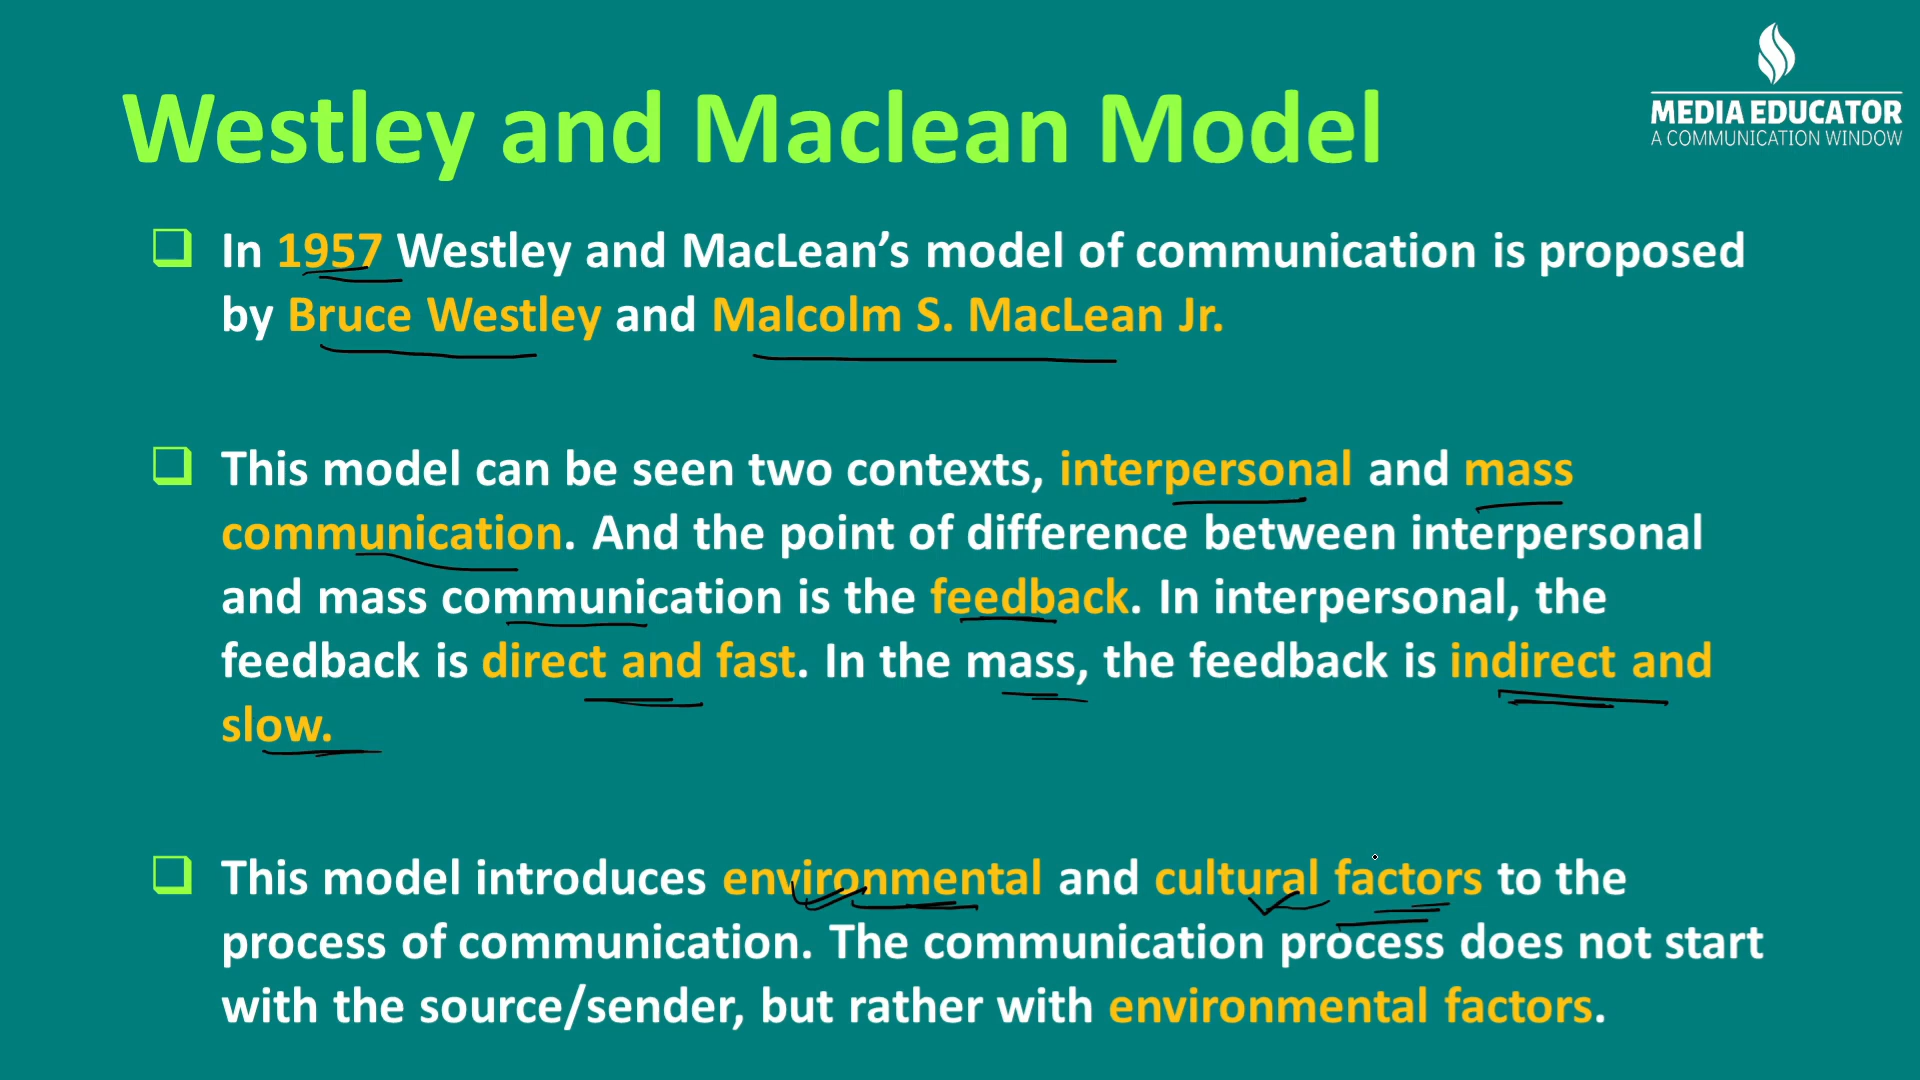 MEDIA EDUCATOR
A COMMUNICATION WINDOW
Westley and Maclean Model
In 1957 Westley and MacLean’s model of communication is proposed
by Bruce Westley and Malcolm S. MacLean Jr.
This model can be seen two contexts, interpersonal and mass
communication. And the point of difference between interpersonal
and mass communication is the feedback. In interpersonal, the
feedback is direct and fast. In the mass, the feedback is indirect and
slow.
This model introduces environmental and cultural factors to the
process of communication. The communication process does not start
with the source/sender, but rather with environmental factors.